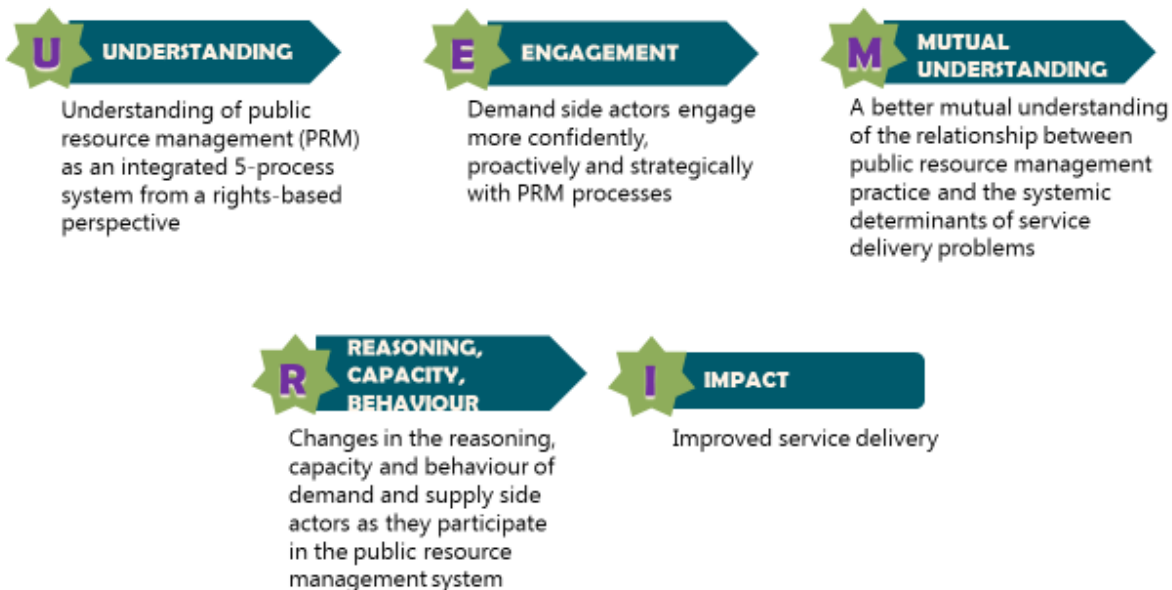 U
UNDERSTANDING
Understanding of public
resource management (PRM)
as an integrated 5-process
system from a rights-based
perspective
E
ENGAGEMENT
Demand side actors engage
more confidently,
proactively and strategically
with PRM processes
M
MUTUAL
UNDERSTANDING
A better mutual understanding
of the relationship between
public resource management
practice and the systemic
determinants of service
delivery problems
R
REASONING,
CAPACITY,
BEHAVIOUR
Changes in the reasoning,
capacity and behaviour of
demand and supply side
actors as they participate
in the public resource
management system
I
IMPACT
Improved service delivery